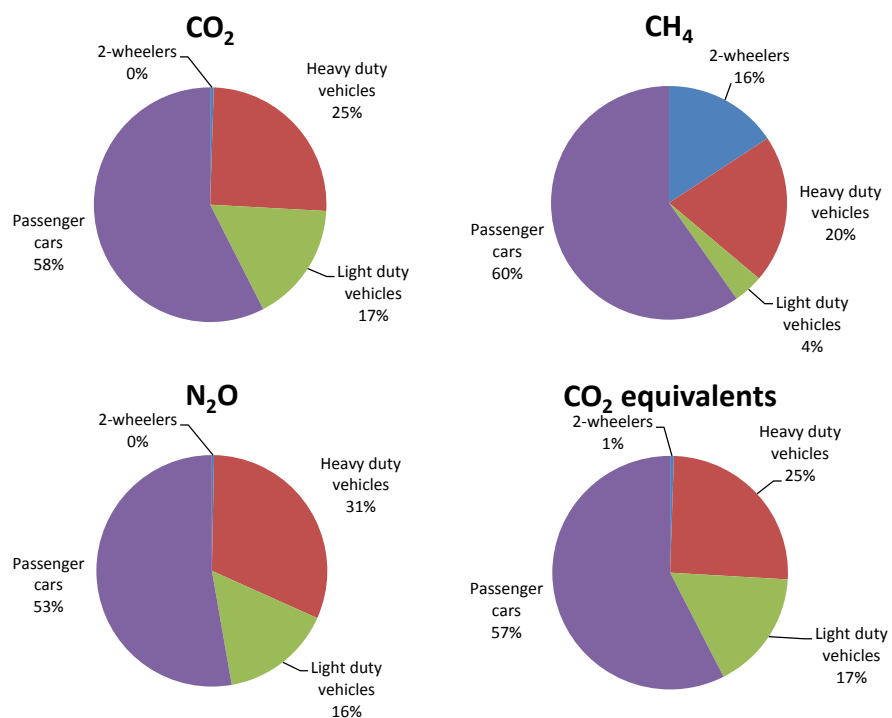 CO₂
2-wheelers
0%
Heavy duty
vehicles
25%
Passenger
cars
58%
Light duty
vehicles
17%
CH₄
2-wheelers
16%
Heavy duty
vehicles
20%
Passenger
cars
60%
Light duty
vehicles
4%
N₂O
2-wheelers
0%
Heavy duty
vehicles
31%
Passenger
cars
53%
Light duty
vehicles
16%
CO₂ equivalents
2-wheelers
1%
Heavy duty
vehicles
25%
Passenger
cars
57%
Light duty
vehicles
17%